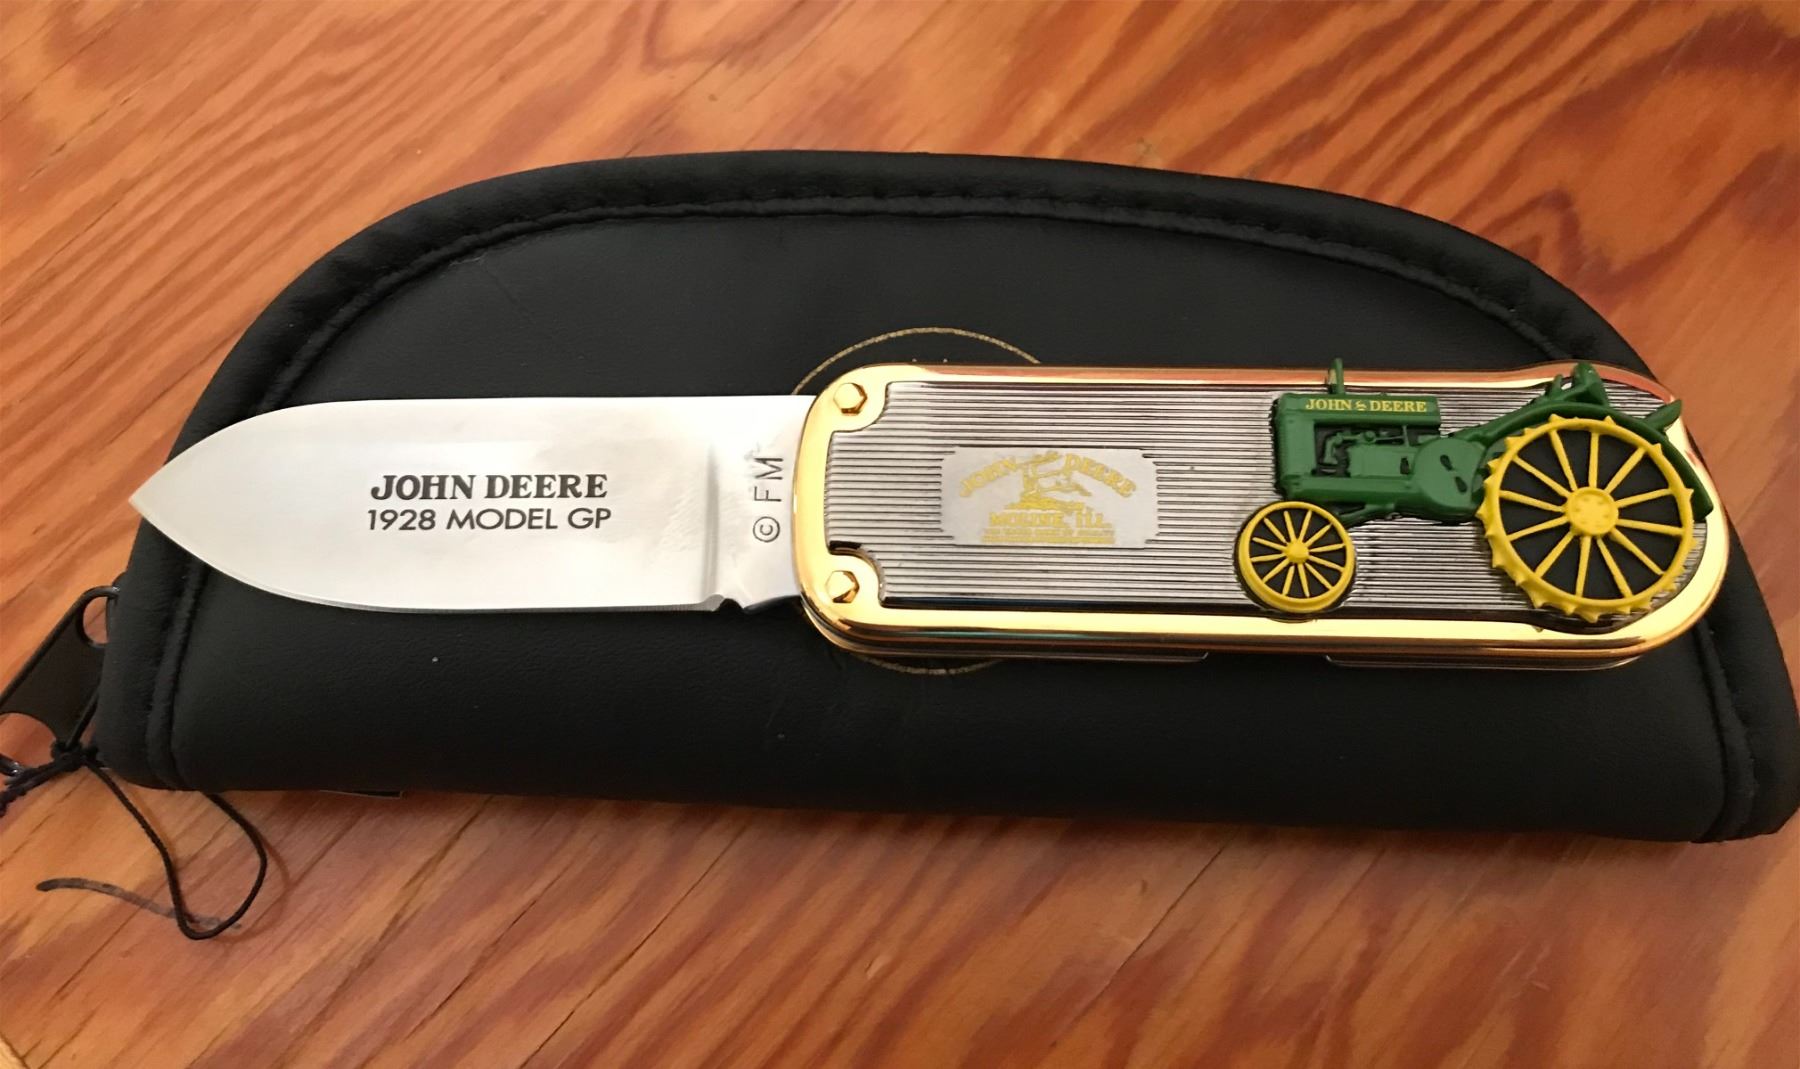 JOHN DEERE
1928 MODEL GP
© FM
JOHN DEERE
MOLINE, ILL.
JOHN DEERE